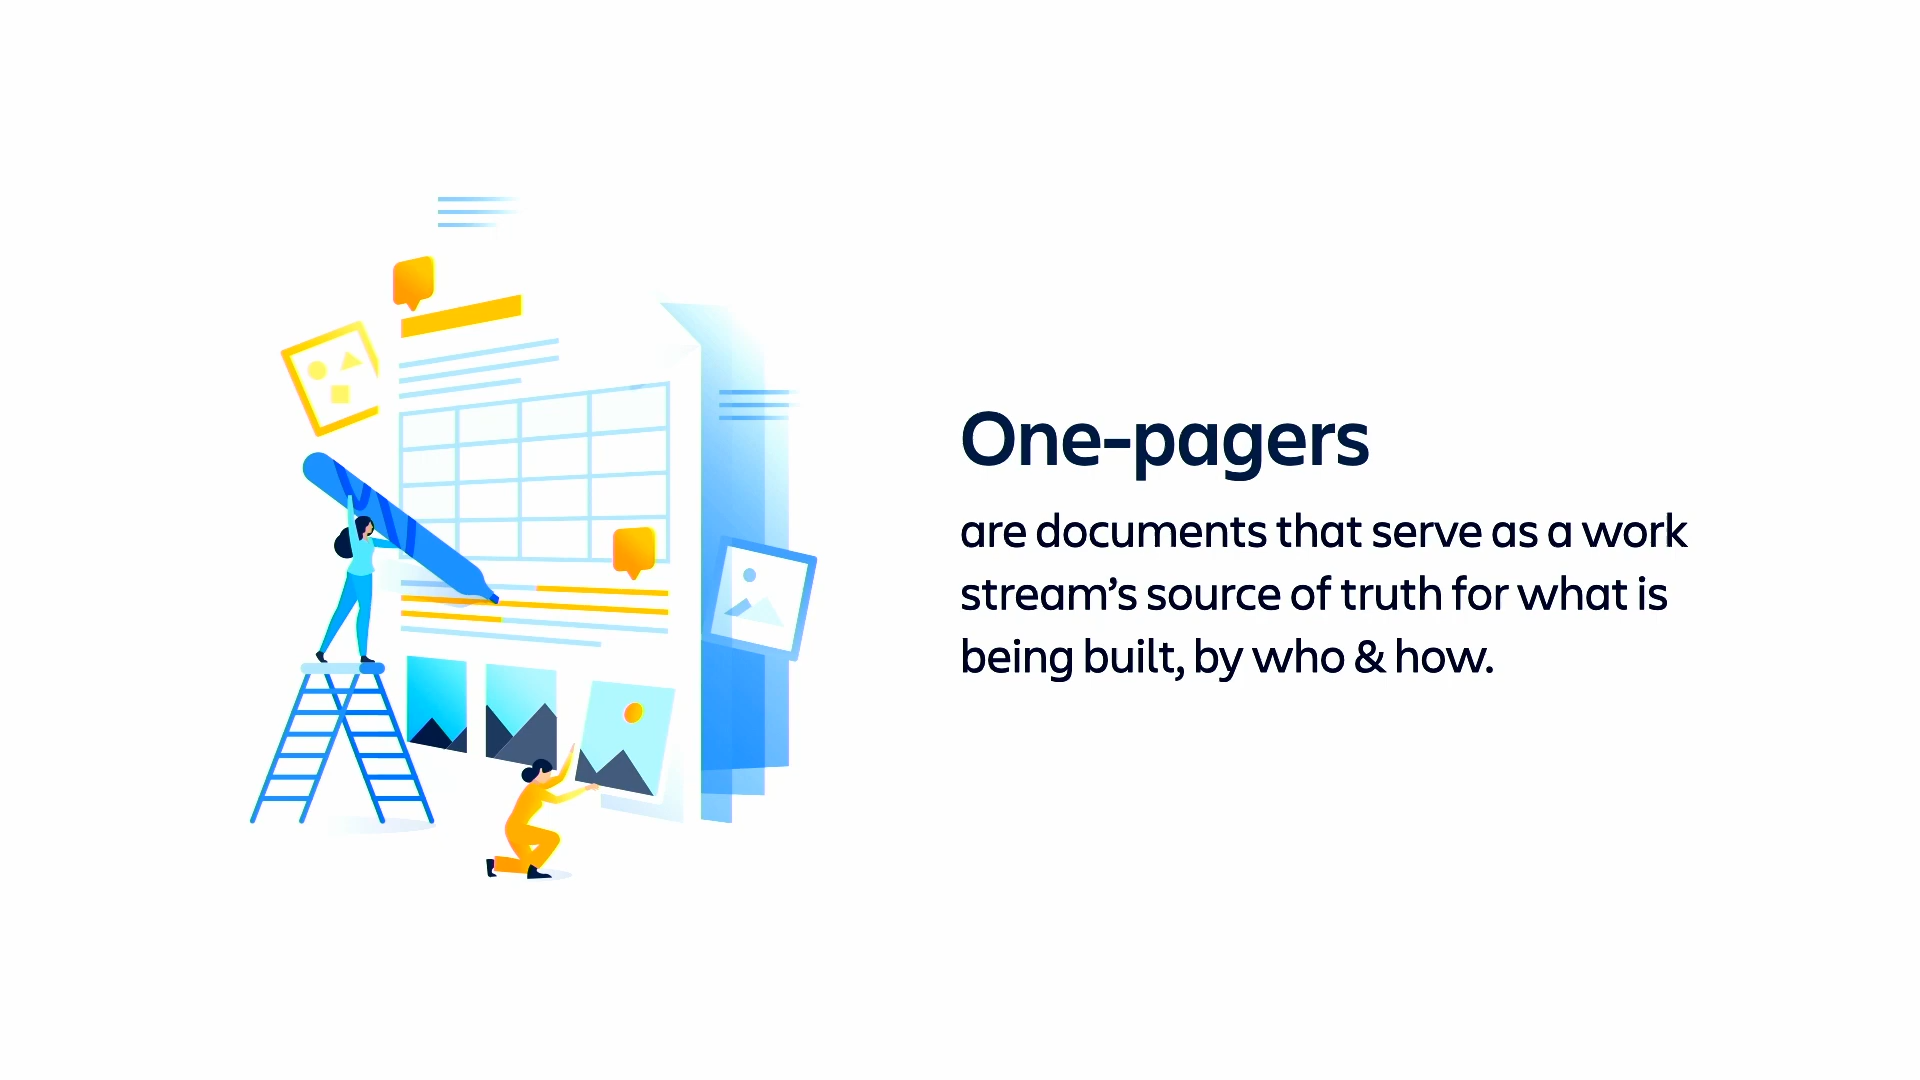 One-pagers
are documents that serve as a work
stream’s source of truth for what is
being built, by who & how.